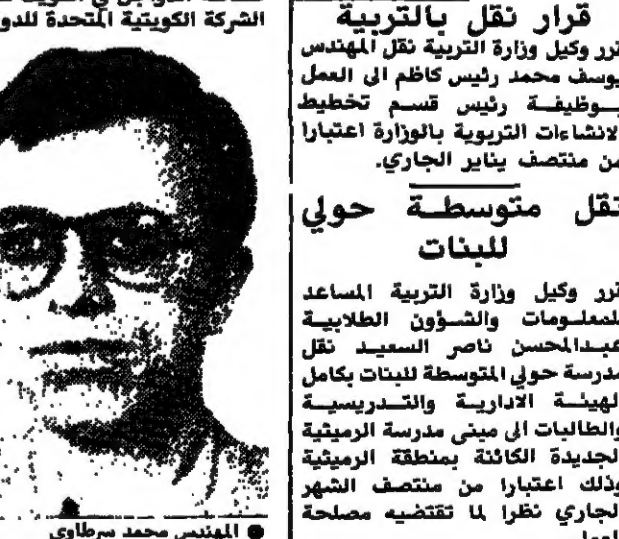 قرار نقل بالتربية
قرر وكيل وزارة التربية نقل المهندس
يوسف محمد رئيس كاظم الى العمل
بوظيفة رئيس قسم تخطيط
الانشاءات التربوية بالوزارة اعتبارا
من منتصف يناير الجاري.
نقل متوسطة حولي
للبنات
قرر وكيل وزارة التربية المساعد
للمعلومات والشؤون الطلابية
عبدالمحسن ناصر السعيد نقل
مدرسة حولي المتوسطة للبنات بكامل
الهيئة الادارية والتدريسية
والطالبات الى مبنى مدرسة الرميثية
الجديدة الكائنة بمنطقة الرميثية
وذلك اعتبارا من منتصف الشهر
الجاري نظرا لما تقتضيه مصلحة
الشركة الكويتية المتحدة للدو
● المهندس محمد سرطاوي